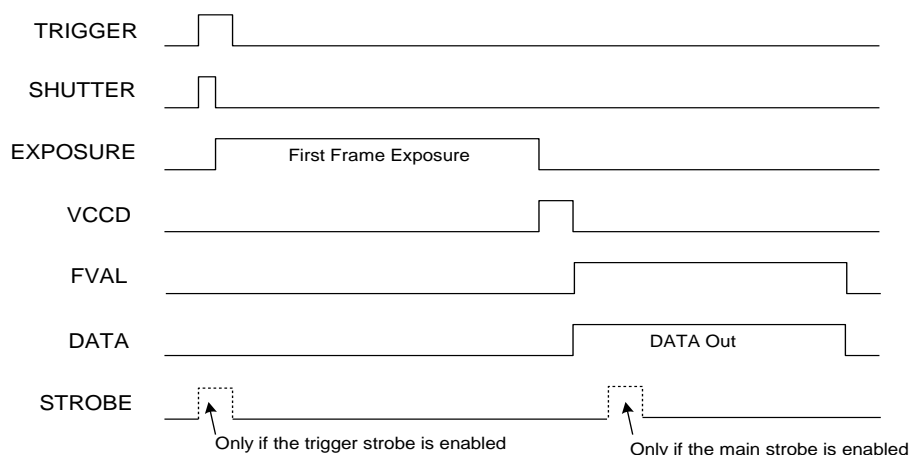 TRIGGER
SHUTTER
EXPOSURE
First Frame Exposure
VCCD
FVAL
DATA
DATA Out
STROBE
Only if the trigger strobe is enabled
Only if the main strobe is enabled